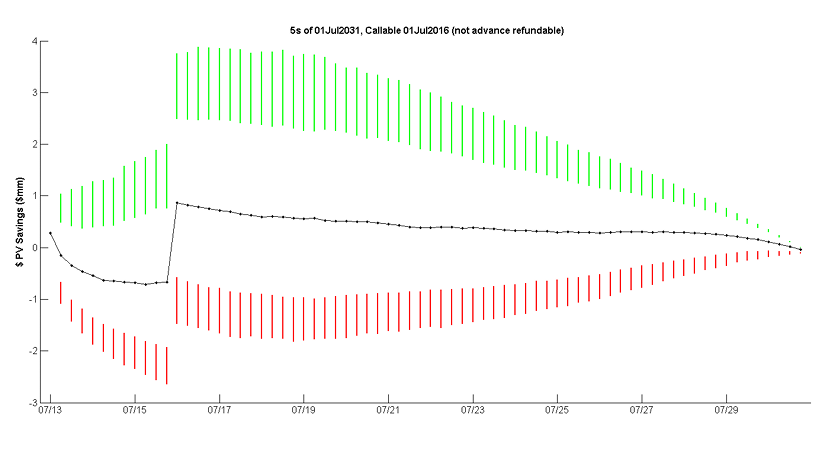 5s of 01Jul2031, Callable 01Jul2016 (not advance refundable)
$ PV Savings ($mm)
4
3
2
1
0
-1
-2
-3
07/13 07/15 07/17 07/19 07/21 07/23 07/25 07/27 07/29